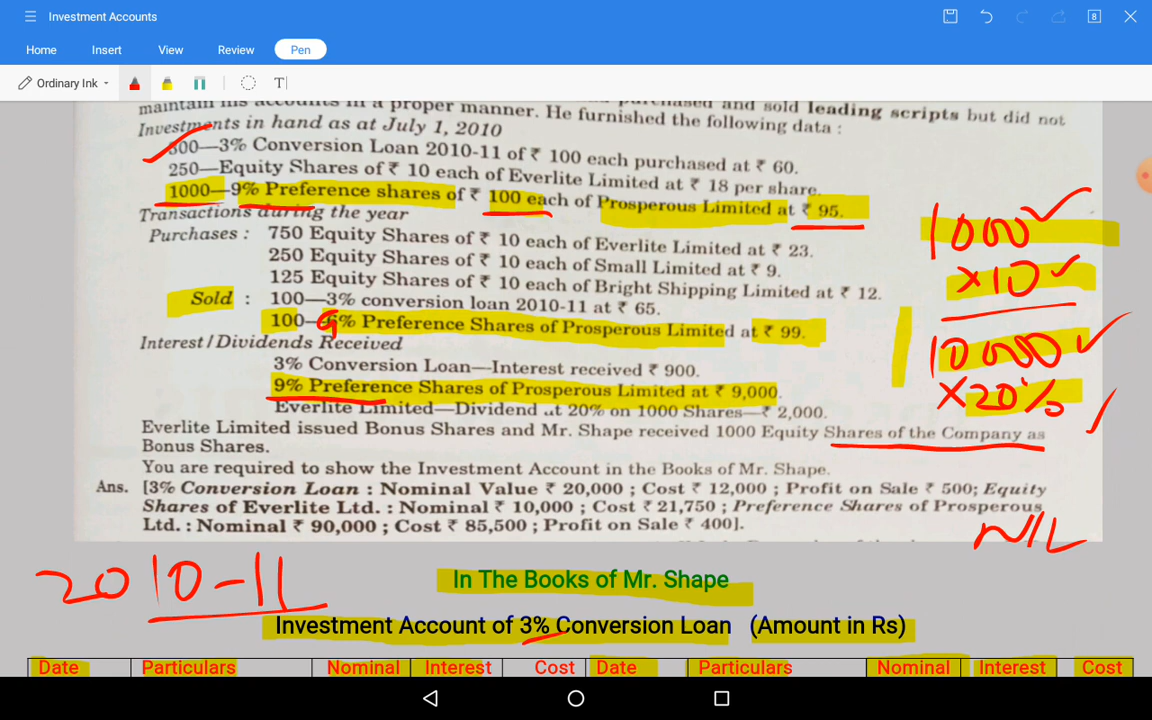 Investment Accounts
8
Home Insert View Review Pen
Ordinary Ink T
maintain his accounts in a proper manner. He furnished the following data : purchased and sold leading scripts but did not
Investments in hand as at July 1, 2010
300—3% Conversion Loan 2010-11 of ₹ 100 each purchased at ₹ 60.
250—Equity Shares of ₹ 10 each of Everlite Limited at ₹ 18 per share.
1000—9% Preference shares of ₹ 100 each of Prosperous Limited at ₹ 95.
Transactions during the year
Purchases : 750 Equity Shares of ₹ 10 each of Everlite Limited at ₹ 23.
250 Equity Shares of ₹ 10 each of Small Limited at ₹ 9.
125 Equity Shares of ₹ 10 each of Bright Shipping Limited at ₹ 12.
Sold : 100—3% conversion loan 2010-11 at ₹ 65.
100—9% Preference Shares of Prosperous Limited at ₹ 99.
Interest/Dividends Received
3% Conversion Loan—Interest received ₹ 900.
9% Preference Shares of Prosperous Limited at ₹ 9,000.
Everlite Limited—Dividend at 20% on 1000 Shares—₹ 2,000.
Everlite Limited issued Bonus Shares and Mr. Shape received 1000 Equity Shares of the Company as
Bonus Shares.
You are required to show the Investment Account in the Books of Mr. Shape.
Ans. [3% Conversion Loan : Nominal Value ₹ 20,000 ; Cost ₹ 12,000 ; Profit on Sale ₹ 500; Equity
Shares of Everlite Ltd. : Nominal ₹ 10,000 ; Cost ₹ 21,750 ; Preference Shares of Prosperous
Ltd. : Nominal ₹ 90,000 ; Cost ₹ 85,500 ; Profit on Sale ₹ 400].
1000
×10
10000
×20%
NIL
2010-11
In The Books of Mr. Shape
Investment Account of 3% Conversion Loan (Amount in Rs)
Date Particulars Nominal Interest Cost Date Particulars Nominal Interest Cost